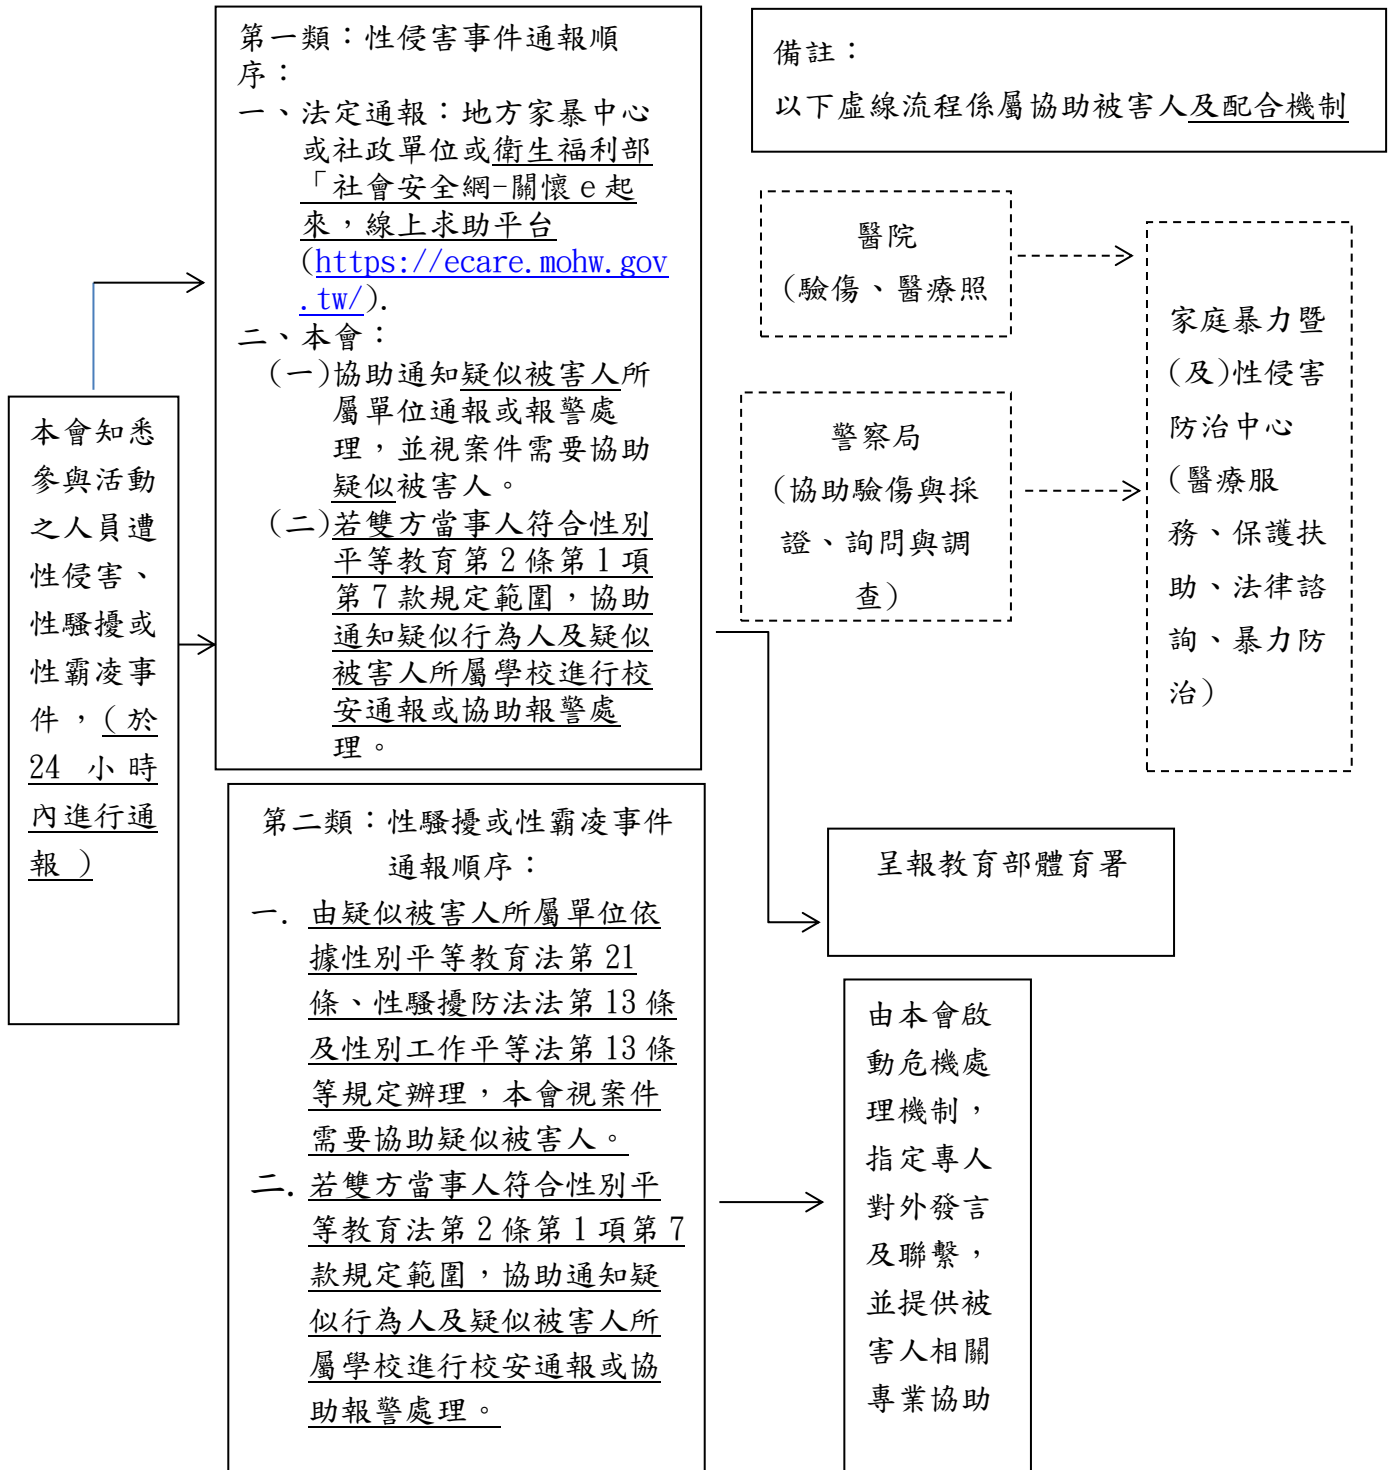 本會知悉
參與活動
之人員遭
性侵害、
性騷擾或
性霸凌事
件，(於
24 小時
內進行通
報 )
第一類：性侵害事件通報順
序：
一、法定通報：地方家暴中心
或社政單位或衛生福利部
「社會安全網-關懷 e 起
來，線上求助平台
(https://ecare.mohw.gov
.tw/).
二、本會：
(一)協助通知疑似被害人所
屬單位通報或報警處
理，並視案件需要協助
疑似被害人。
(二)若雙方當事人符合性別
平等教育第 2 條第 1 項
第 7 款規定範圍，協助
通知疑似行為人及疑似
被害人所屬學校進行校
安通報或協助報警處
理。
第二類：性騷擾或性霸凌事件
通報順序：
一. 由疑似被害人所屬單位依
據性別平等教育法第 21
條、性騷擾防法法第 13 條
及性別工作平等法第 13 條
等規定辦理，本會視案件
需要協助疑似被害人。
二. 若雙方當事人符合性別平
等教育法第 2 條第 1 項第 7
款規定範圍，協助通知疑
似行為人及疑似被害人所
屬學校進行校安通報或協
助報警處理。
備註：
以下虛線流程係屬協助被害人及配合機制
醫院
(驗傷、醫療照
警察局
(協助驗傷與採
證、詢問與調
查)
家庭暴力暨
(及)性侵害
防治中心
(醫療服
務、保護扶
助、法律諮
詢、暴力防
治)
呈報教育部體育署
由本會啟
動危機處
理機制，
指定專人
對外發言
及聯繫，
並提供被
害人相關
專業協助